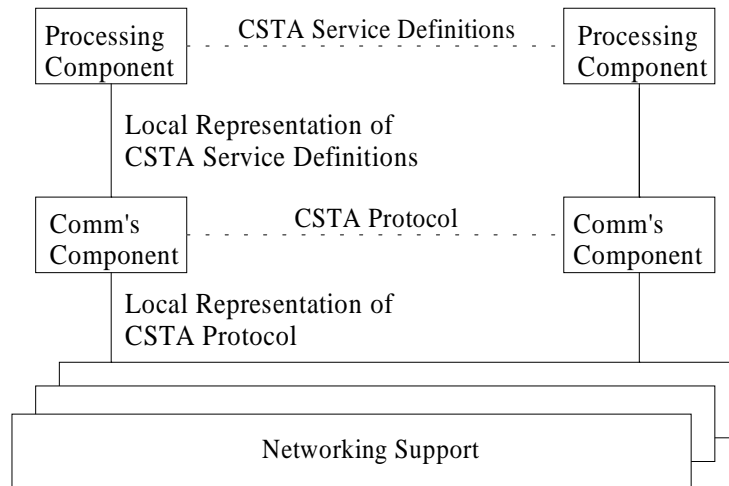 Processing
Component
CSTA Service Definitions
Processing
Component
Local Representation of
CSTA Service Definitions
Comm's
Component
CSTA Protocol
Comm's
Component
Local Representation of
CSTA Protocol
Networking Support